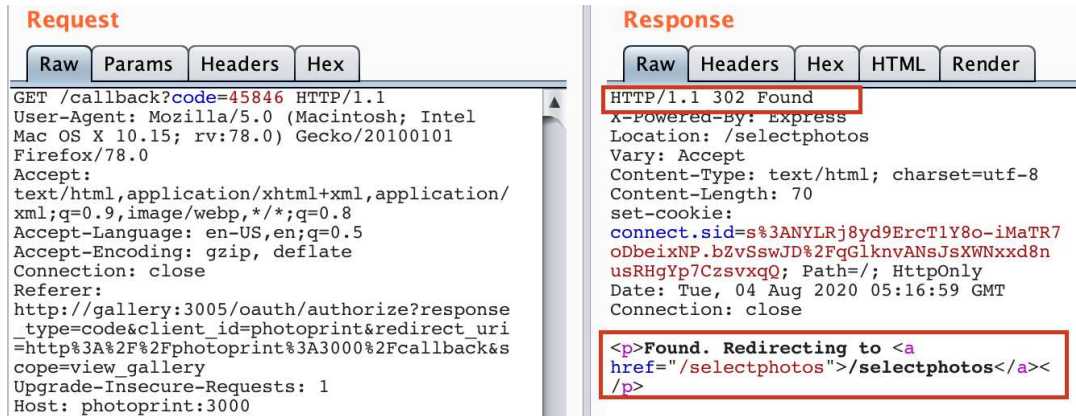 Request
Raw Params Headers Hex
GET /callback?code=45846 HTTP/1.1
User-Agent: Mozilla/5.0 (Macintosh; Intel
Mac OS X 10.15; rv:78.0) Gecko/20100101
Firefox/78.0
Accept:
text/html,application/xhtml+xml,application/
xml;q=0.9,image/webp,*/*;q=0.8
Accept-Language: en-US,en;q=0.5
Accept-Encoding: gzip, deflate
Connection: close
Referer:
http://gallery:3005/oauth/authorize?response
_type=code&client_id=photoprint&redirect_uri
=http%3A%2F%2Fphotoprint%3A3000%2Fcallback&s
cope=view_gallery
Upgrade-Insecure-Requests: 1
Host: photoprint:3000
Response
Raw Headers Hex HTML Render
HTTP/1.1 302 Found
X-Powered-By: Express
Location: /selectphotos
Vary: Accept
Content-Type: text/html; charset=utf-8
Content-Length: 70
set-cookie:
connect.sid=s%3ANYLRj8yd9ErcT1Y8o-iMaTR7
oDbeixNP.bZvSswJD%2FqGlknvANsJsXWNxxd8n
usRHgYp7CzsvxqQ; Path=/; HttpOnly
Date: Tue, 04 Aug 2020 05:16:59 GMT
Connection: close
<p>Found. Redirecting to <a
href="/selectphotos">/selectphotos</a><
/p>